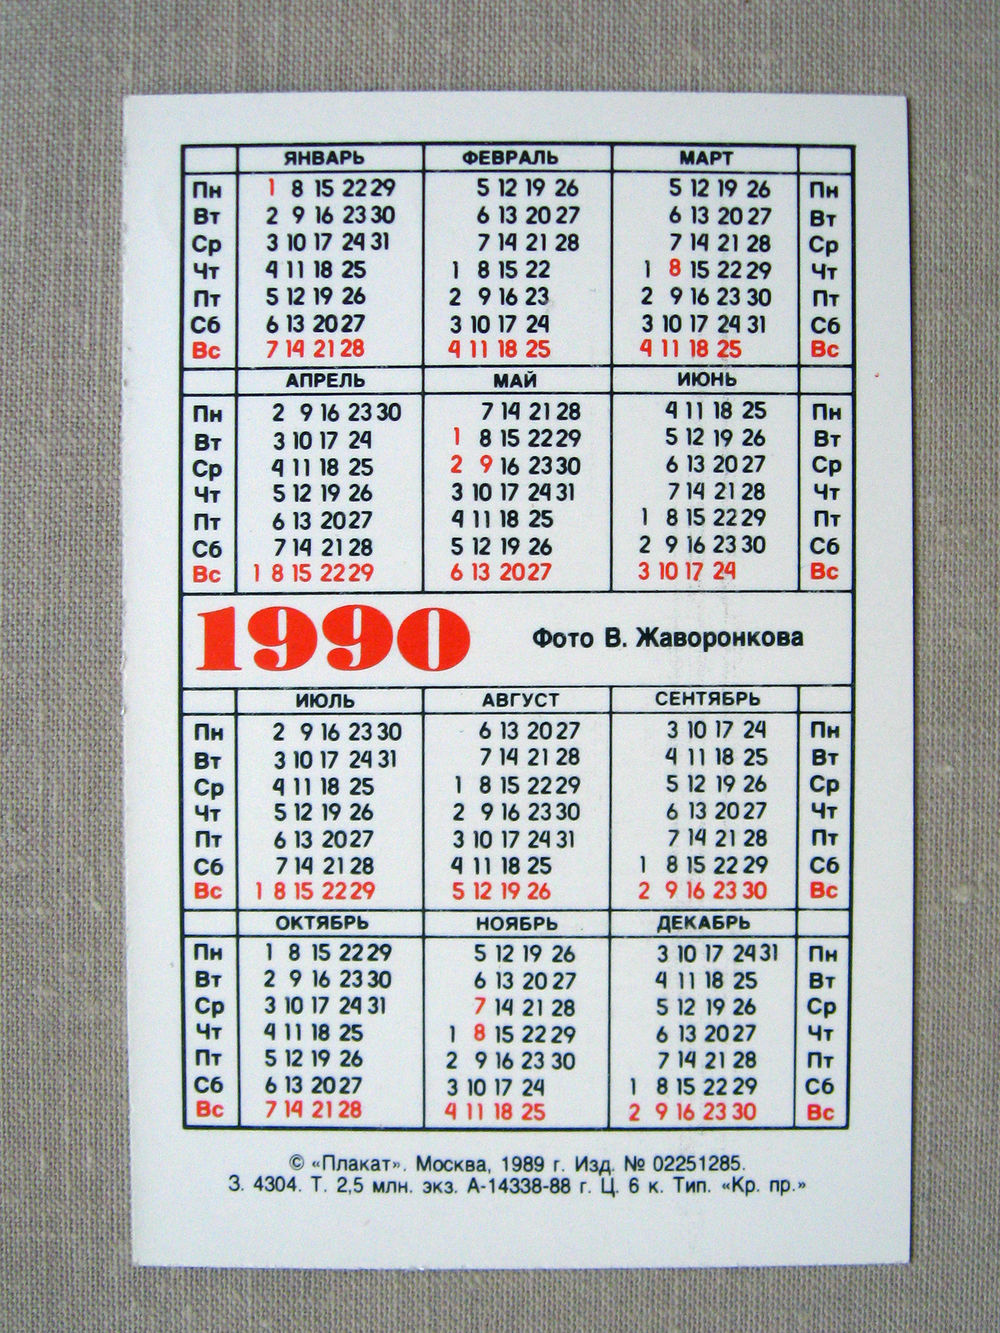 ЯНВАРЬ ФЕВРАЛЬ МАРТ
Пн 1 8 15 22 29 5 12 19 26 5 12 19 26 Пн
Вт 2 9 16 23 30 6 13 20 27 6 13 20 27 Вт
Ср 3 10 17 24 31 7 14 21 28 7 14 21 28 Ср
Чт 4 11 18 25 1 8 15 22 1 8 15 22 29 Чт
Пт 5 12 19 26 2 9 16 23 2 9 16 23 30 Пт
Сб 6 13 20 27 3 10 17 24 3 10 17 24 31 Сб
Вс 7 14 21 28 4 11 18 25 4 11 18 25 Вс
АПРЕЛЬ МАЙ ИЮНЬ
Пн 2 9 16 23 30 7 14 21 28 4 11 18 25 Пн
Вт 3 10 17 24 1 8 15 22 29 5 12 19 26 Вт
Ср 4 11 18 25 2 9 16 23 30 6 13 20 27 Ср
Чт 5 12 19 26 3 10 17 24 31 7 14 21 28 Чт
Пт 6 13 20 27 4 11 18 25 1 8 15 22 29 Пт
Сб 7 14 21 28 5 12 19 26 2 9 16 23 30 Сб
Вс 1 8 15 22 29 6 13 20 27 3 10 17 24 Вс
1990 Фото В. Жаворонкова
ИЮЛЬ АВГУСТ СЕНТЯБРЬ
Пн 2 9 16 23 30 6 13 20 27 3 10 17 24 Пн
Вт 3 10 17 24 31 7 14 21 28 4 11 18 25 Вт
Ср 4 11 18 25 1 8 15 22 29 5 12 19 26 Ср
Чт 5 12 19 26 2 9 16 23 30 6 13 20 27 Чт
Пт 6 13 20 27 3 10 17 24 31 7 14 21 28 Пт
Сб 7 14 21 28 4 11 18 25 1 8 15 22 29 Сб
Вс 1 8 15 22 29 5 12 19 26 2 9 16 23 30 Вс
ОКТЯБРЬ НОЯБРЬ ДЕКАБРЬ
Пн 1 8 15 22 29 5 12 19 26 3 10 17 24 31 Пн
Вт 2 9 16 23 30 6 13 20 27 4 11 18 25 Вт
Ср 3 10 17 24 31 7 14 21 28 5 12 19 26 Ср
Чт 4 11 18 25 1 8 15 22 29 6 13 20 27 Чт
Пт 5 12 19 26 2 9 16 23 30 7 14 21 28 Пт
Сб 6 13 20 27 3 10 17 24 1 8 15 22 29 Сб
Вс 7 14 21 28 4 11 18 25 2 9 16 23 30 Вс
© «Плакат». Москва, 1989 г. Изд. № 02251285.
З. 4304. Т. 2,5 млн. экз. А-14338-88 г. Ц. 6 к. Тип. «Кр. пр.»